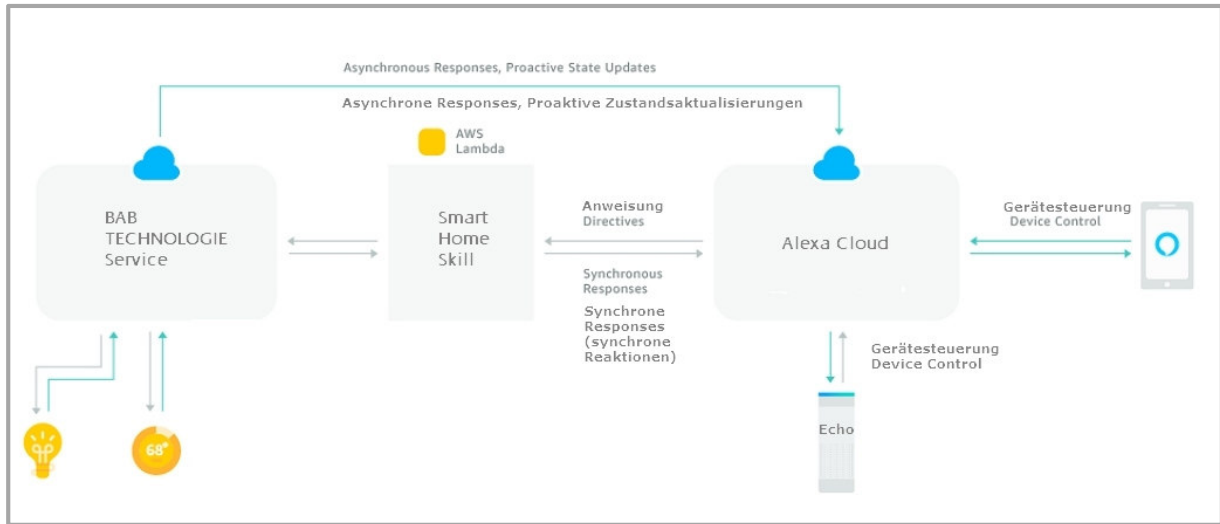 Asynchronous Responses, Proactive State Updates
Asynchrone Responses, Proaktive Zustandsaktualisierungen
AWS
Lambda
BAB
TECHNOLOGIE
Service
Smart
Home
Skill
Anweisung
Directives
Synchronous
Responses
Synchrone
Responses
(synchrone
Reaktionen)
Alexa Cloud
Gerätesteuerung
Device Control
Gerätesteuerung
Device Control
68°
Echo